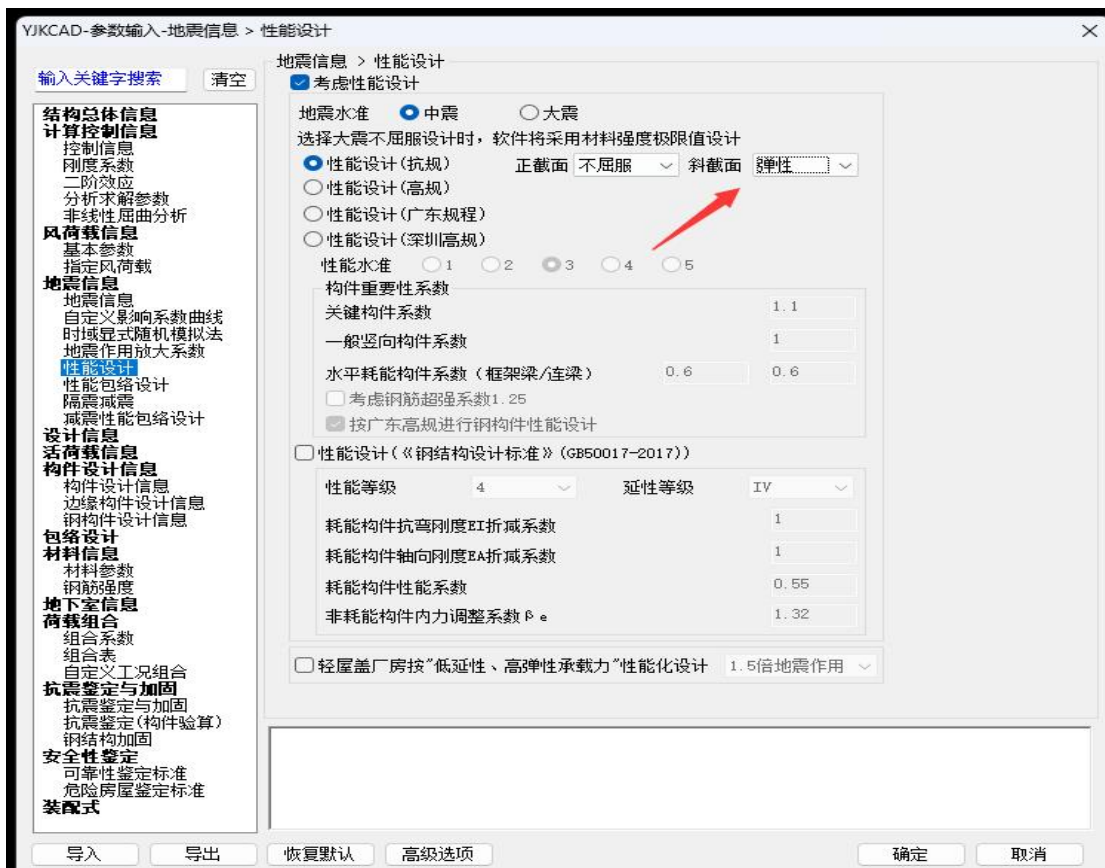 YJKCAD-参数输入-地震信息 > 性能设计
输入关键字搜索 清空
结构总体信息
计算控制信息
控制信息
刚度系数
二阶效应
分析求解参数
非线性屈曲分析
风荷载信息
基本参数
指定风荷载
地震信息
地震信息
自定义影响系数曲线
时域显式随机模拟法
地震作用放大系数
性能设计
性能包络设计
隔震减震
减震性能包络设计
设计信息
活荷载信息
构件设计信息
构件设计信息
边缘构件设计信息
钢构件设计信息
包络设计
材料信息
材料参数
钢筋强度
地下室信息
荷载组合
组合系数
组合表
自定义工况组合
抗震鉴定与加固
抗震鉴定与加固
抗震鉴定(构件验算)
钢结构加固
安全性鉴定
可靠性鉴定标准
危险房屋鉴定标准
装配式
地震信息 > 性能设计
考虑性能设计
地震水准 中震 大震
选择大震不屈服设计时，软件将采用材料强度极限值设计
性能设计(抗规) 正截面 不屈服 斜截面 弹性
性能设计(高规)
性能设计(广东规程)
性能设计(深圳高规)
性能水准 1 2 3 4 5
构件重要性系数
关键构件系数 1.1
一般竖向构件系数 1
水平耗能构件系数（框架梁/连梁） 0.6 0.6
考虑钢筋超强系数1.25
按广东高规进行钢构件性能设计
性能设计(《钢结构设计标准》(GB50017-2017))
性能等级 4 延性等级 IV
耗能构件抗弯刚度EI折减系数 1
耗能构件轴向刚度EA折减系数 1
耗能构件性能系数 0.55
非耗能构件内力调整系数βe 1.32
轻屋盖厂房按"低延性、高弹性承载力"性能化设计 1.5倍地震作用
导入 导出 恢复默认 高级选项 确定 取消